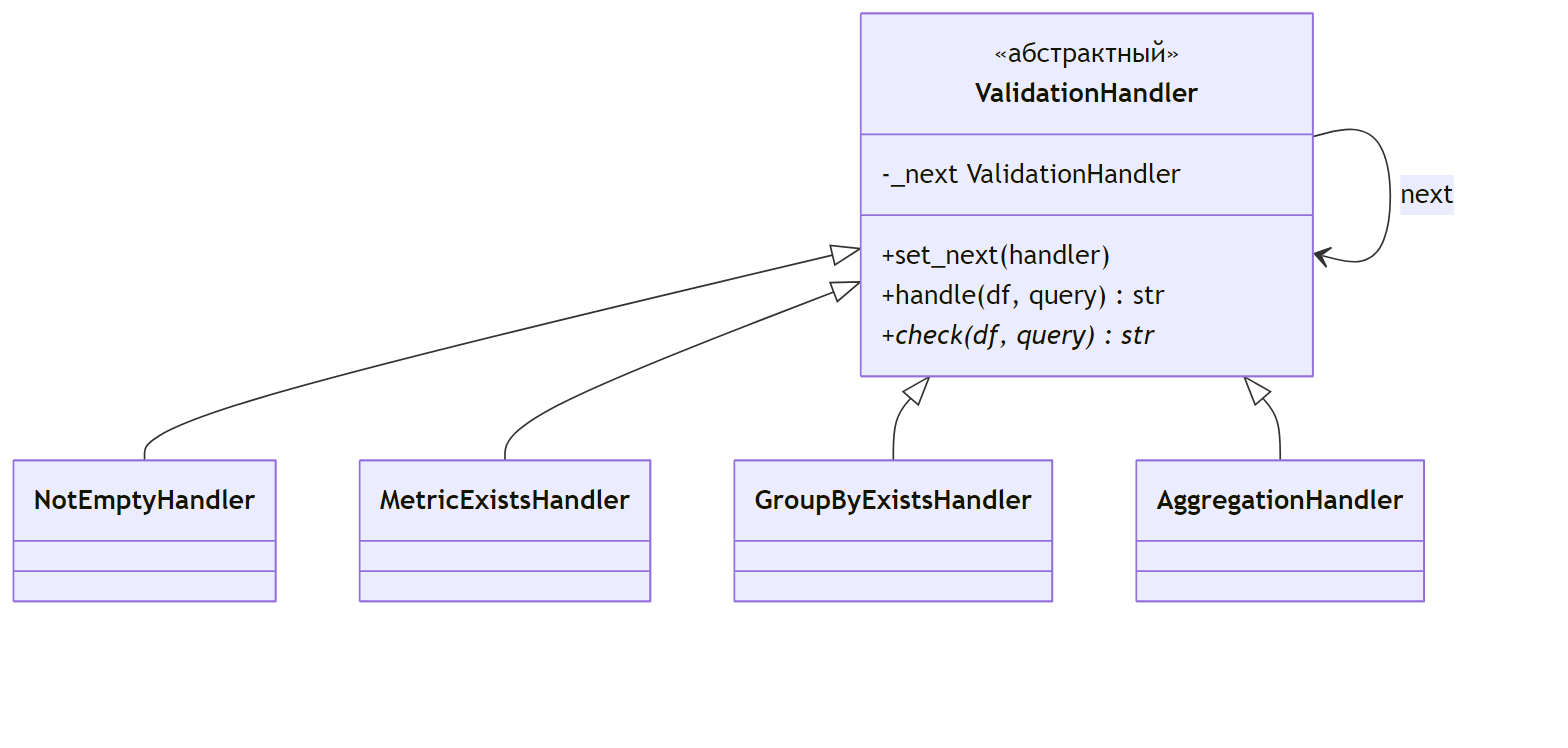 «абстрактный»
ValidationHandler
-_next ValidationHandler
next
+set_next(handler)
+handle(df, query) : str
+check(df, query) : str
NotEmptyHandler
MetricExistsHandler
GroupByExistsHandler
AggregationHandler